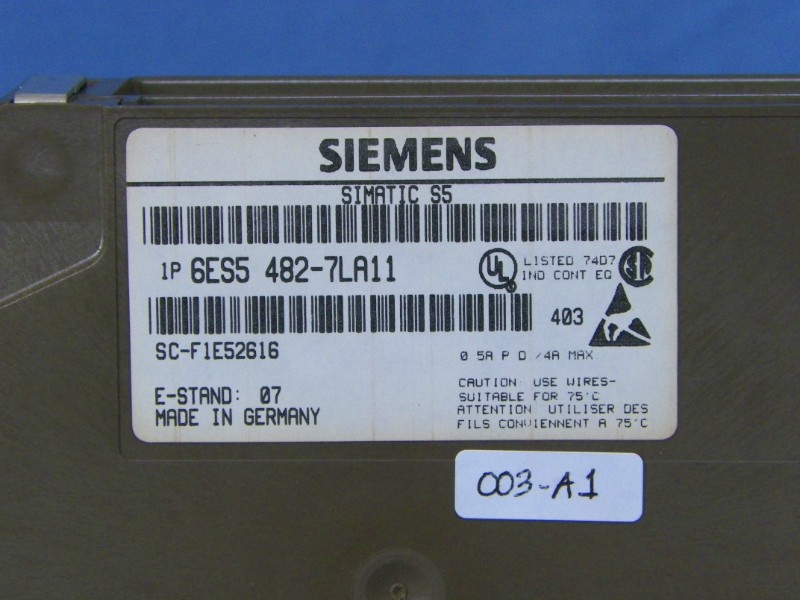 SIEMENS
SIMATIC S5
1P 6ES5 482-7LA11
UL
LISTED 74D7
IND CONT EQ
403
SC-F1E52616
0 5A P D /4A MAX
E-STAND: 07
MADE IN GERMANY
CAUTION: USE WIRES-
SUITABLE FOR 75°C
ATTENTION UTILISER DES
FILS CONVIENNENT A 75°C
003-A1